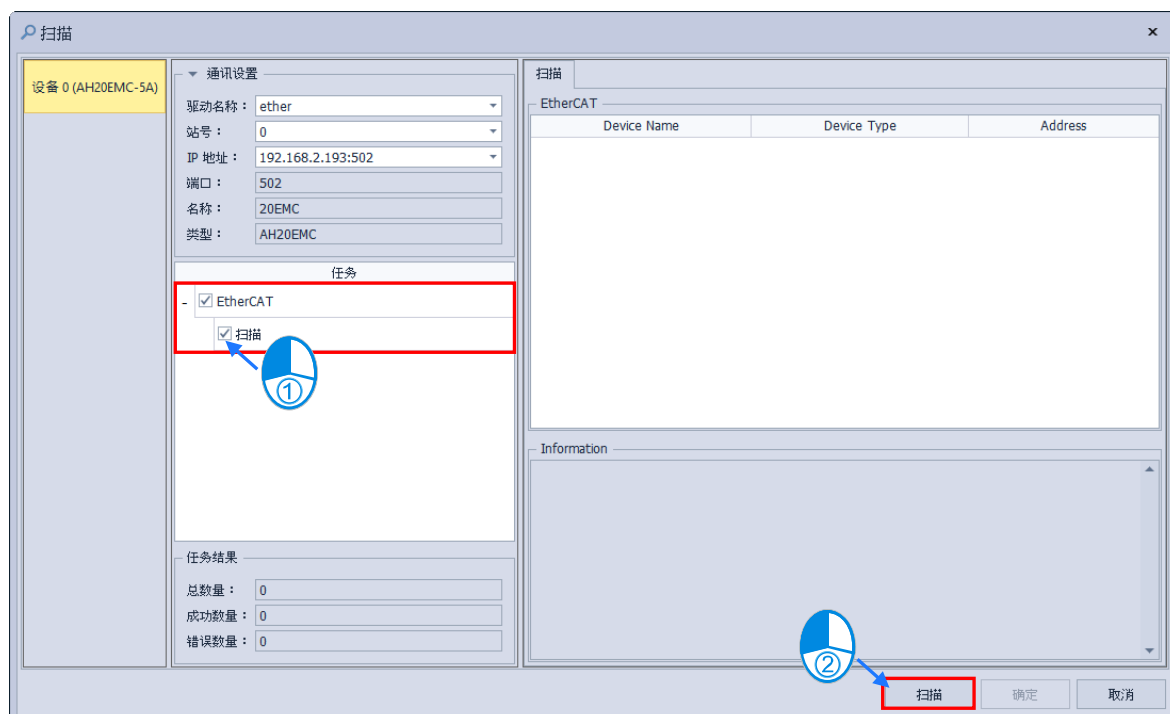 扫描
设备 0 (AH20EMC-5A)
通讯设置
驱动名称： ether
站号： 0
IP 地址： 192.168.2.193:502
端口： 502
名称： 20EMC
类型： AH20EMC
任务
EtherCAT
扫描
①
任务结果
总数量： 0
成功数量： 0
错误数量： 0
扫描
EtherCAT
Device Name Device Type Address
Information
②
扫描 确定 取消